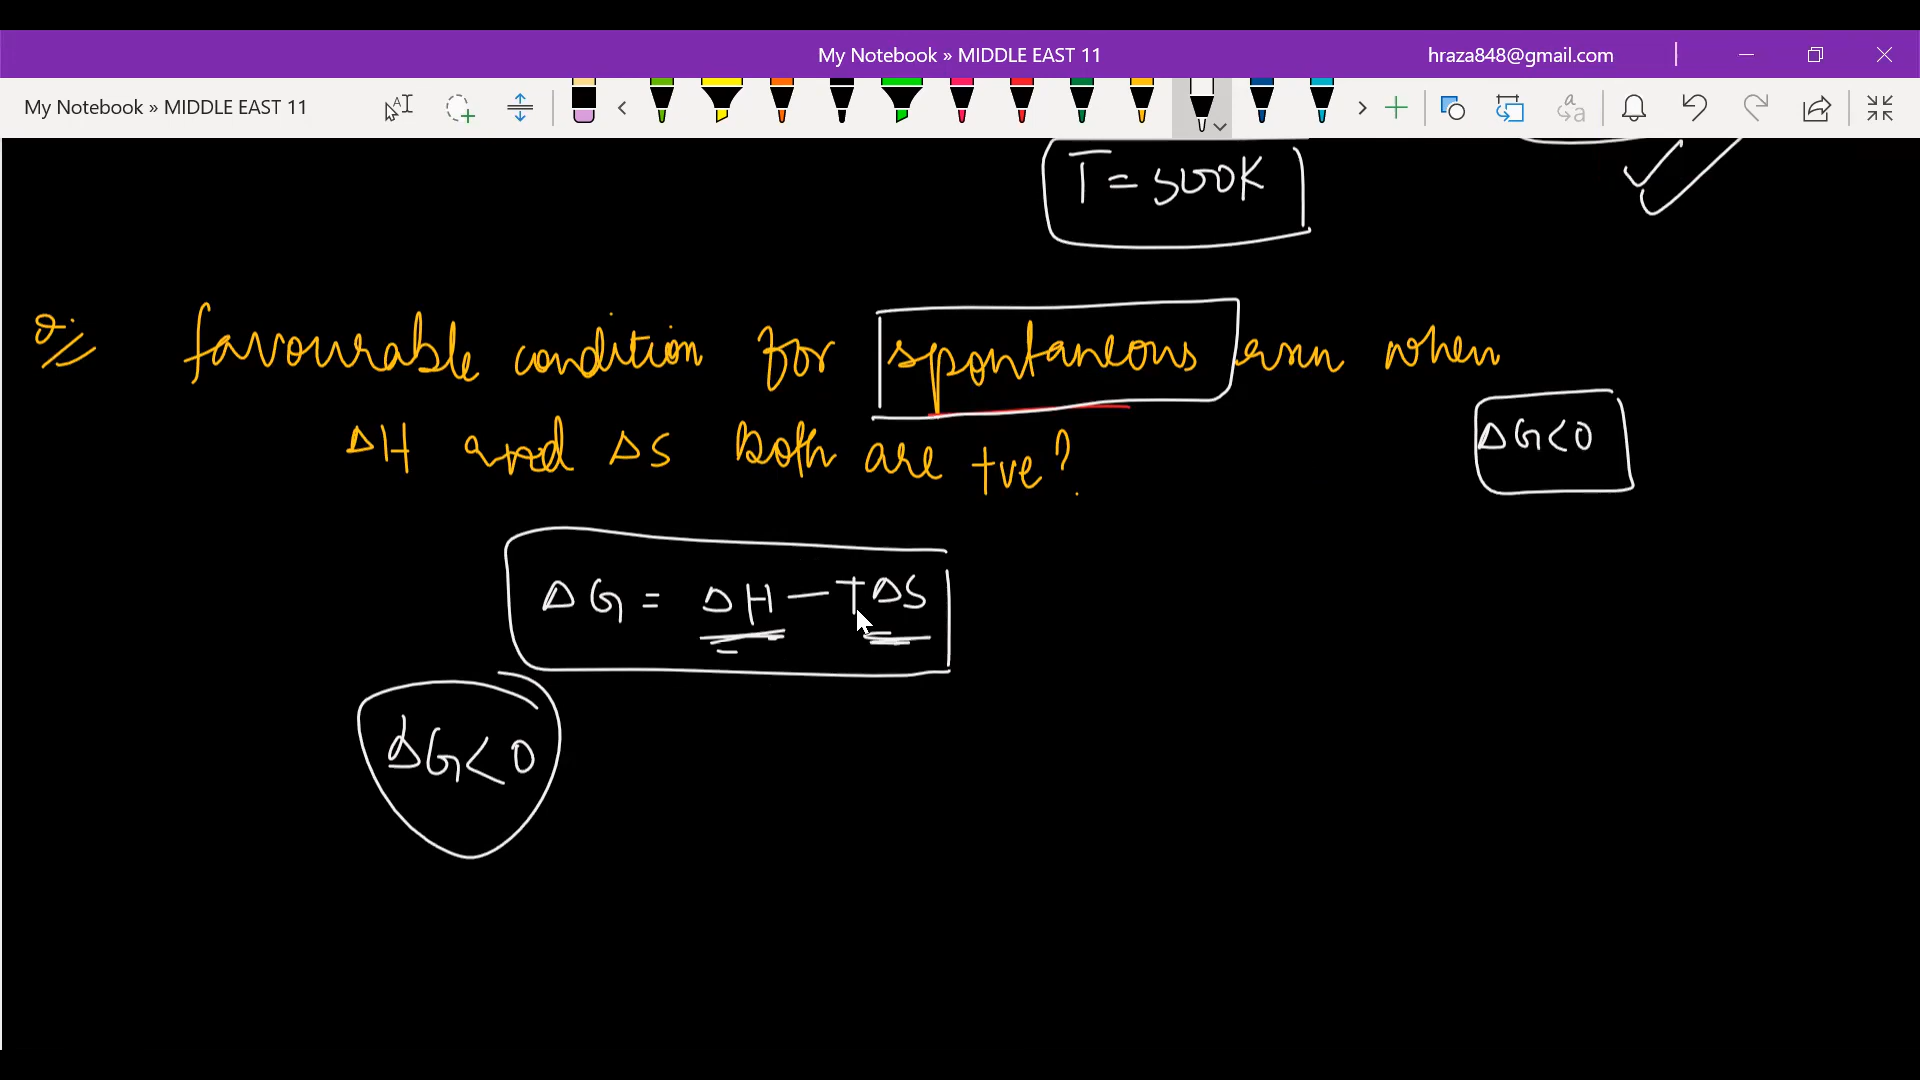 My Notebook » MIDDLE EAST 11
hraza848@gmail.com
My Notebook » MIDDLE EAST 11
T = 500K
Q:
favourable condition for spontaneous rxn when
ΔH and ΔS both are +ve?
ΔG<0
ΔG = ΔH - TΔS
ΔG<0